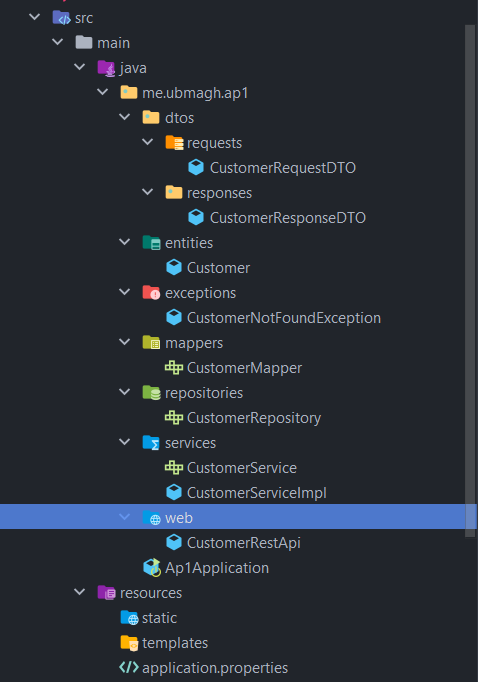 src
main
java
me.ubmagh.ap1
dtos
requests
CustomerRequestDTO
responses
CustomerResponseDTO
entities
Customer
exceptions
CustomerNotFoundException
mappers
CustomerMapper
repositories
CustomerRepository
services
CustomerService
CustomerServiceImpl
web
CustomerRestApi
Ap1Application
resources
static
templates
application.properties